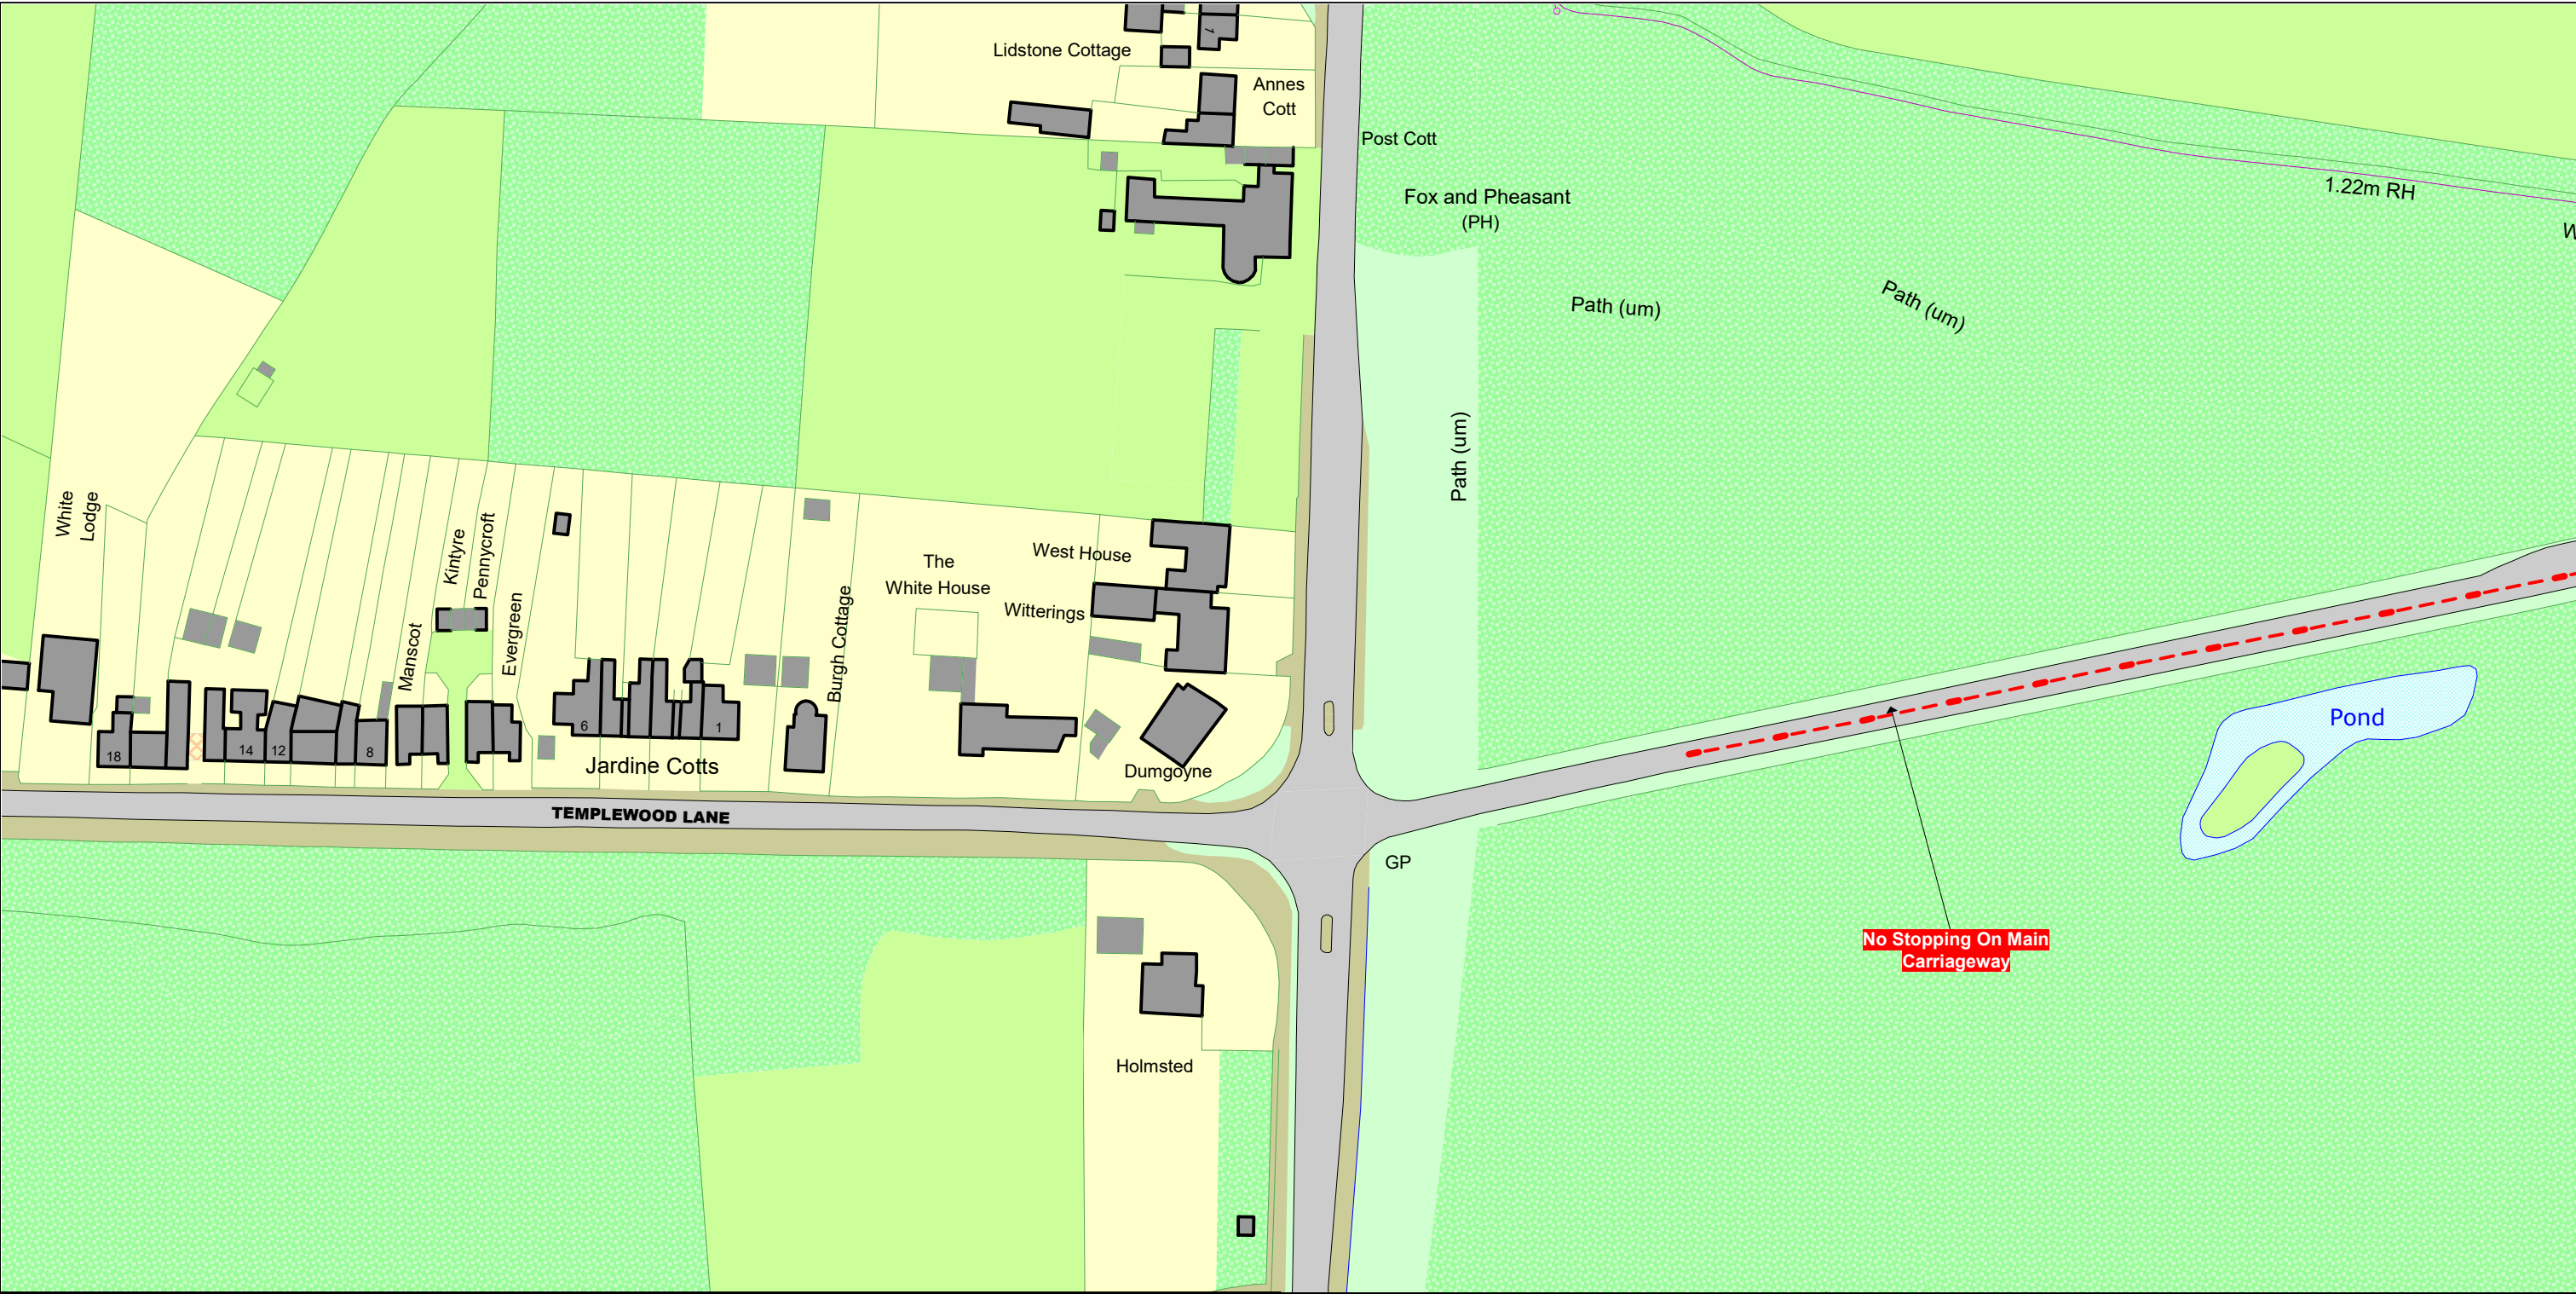 Lidstone Cottage
1
Annes
Cott
Post Cott
Fox and Pheasant
(PH)
1.22m RH
W
Path (um)
Path (um)
Path (um)
White
Lodge
Kintyre
Pennycroft
Evergreen
Manscot
The
White House
West House
Witterings
Burgh Cottage
18
14
12
8
6
1
Jardine Cotts
Dumgoyne
TEMPLEWOOD LANE
GP
Pond
No Stopping On Main
Carriageway
Holmsted